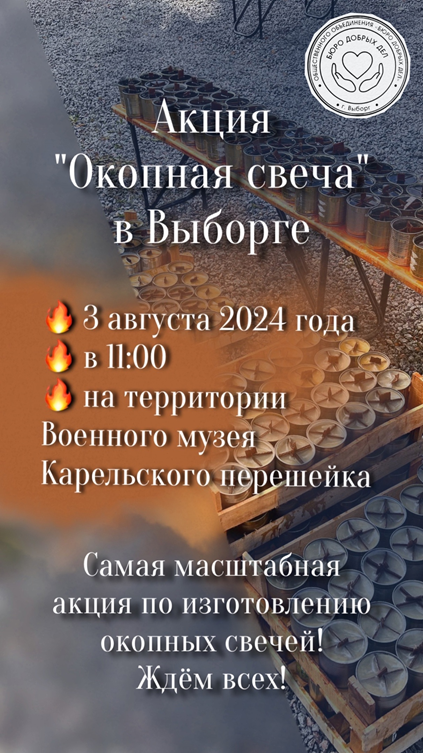 ОБЩЕСТВЕННОГО ОБЪЕДИНЕНИЯ "БЮРО ДОБРЫХ ДЕЛ"
БЮРО ДОБРЫХ ДЕЛ
г. Выборг
Акция
"Окопная свеча"
в Выборге
🔥 3 августа 2024 года
🔥 в 11:00
🔥 на территории
Военного музея
Карельского перешейка
Самая масштабная
акция по изготовлению
окопных свечей!
Ждём всех!